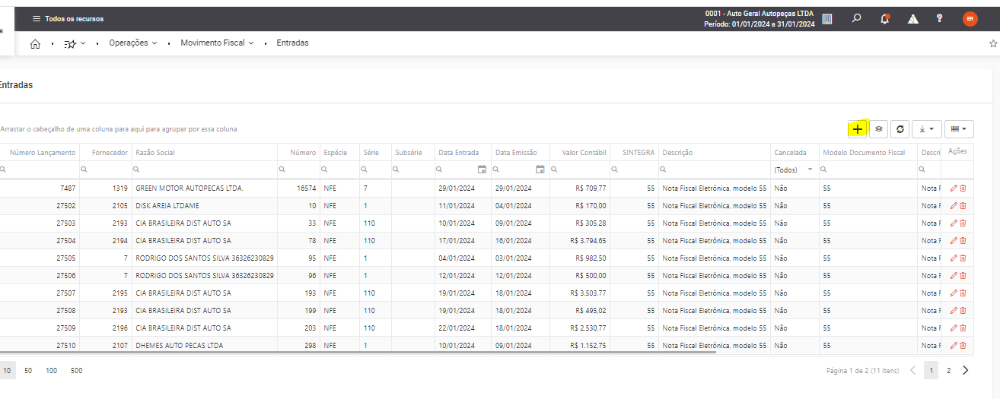 Todos os recursos
0001 - Auto Geral Autopeças LTDA
Período: 01/01/2024 a 31/01/2024
ER
R
Operações Movimento Fiscal Entradas
Entradas
Arrastar o cabeçalho de uma coluna para aqui para agrupar por essa coluna
Número Lançamento Fornecedor Razão Social Número Espécie Série Subsérie Data Entrada Data Emissão Valor Contábil SINTEGRA Descrição Cancelada Modelo Documento Fiscal Descri Ações
(Todos)
7487 1319 GREEN MOTOR AUTOPECAS LTDA. 16574 NFE 7 29/01/2024 29/01/2024 R$ 709,77 55 Nota Fiscal Eletrônica, modelo 55 Não 55 Nota F
27502 2105 DISK AREIA LTDAME 10 NFE 1 11/01/2024 04/01/2024 R$ 170,00 55 Nota Fiscal Eletrônica, modelo 55 Não 55 Nota F
27503 2193 CIA BRASILEIRA DIST AUTO SA 33 NFE 110 10/01/2024 09/01/2024 R$ 305,28 55 Nota Fiscal Eletrônica, modelo 55 Não 55 Nota F
27504 2194 CIA BRASILEIRA DIST AUTO SA 78 NFE 110 17/01/2024 16/01/2024 R$ 3.794,65 55 Nota Fiscal Eletrônica, modelo 55 Não 55 Nota F
27505 7 RODRIGO DOS SANTOS SILVA 36326230829 95 NFE 1 04/01/2024 03/01/2024 R$ 982,50 55 Nota Fiscal Eletrônica, modelo 55 Não 55 Nota F
27506 7 RODRIGO DOS SANTOS SILVA 36326230829 96 NFE 1 12/01/2024 12/01/2024 R$ 500,00 55 Nota Fiscal Eletrônica, modelo 55 Não 55 Nota F
27507 2195 CIA BRASILEIRA DIST AUTO SA 193 NFE 110 19/01/2024 18/01/2024 R$ 3.503,77 55 Nota Fiscal Eletrônica, modelo 55 Não 55 Nota F
27508 2193 CIA BRASILEIRA DIST AUTO SA 199 NFE 110 19/01/2024 18/01/2024 R$ 495,02 55 Nota Fiscal Eletrônica, modelo 55 Não 55 Nota F
27509 2196 CIA BRASILEIRA DIST AUTO SA 203 NFE 110 22/01/2024 18/01/2024 R$ 2.530,77 55 Nota Fiscal Eletrônica, modelo 55 Não 55 Nota F
27510 2107 DHEMES AUTO PECAS LTDA 298 NFE 1 10/01/2024 09/01/2024 R$ 1.152,75 55 Nota Fiscal Eletrônica, modelo 55 Não 55 Nota F
10 50 100 500 Página 1 de 2 (11 itens) 1 2